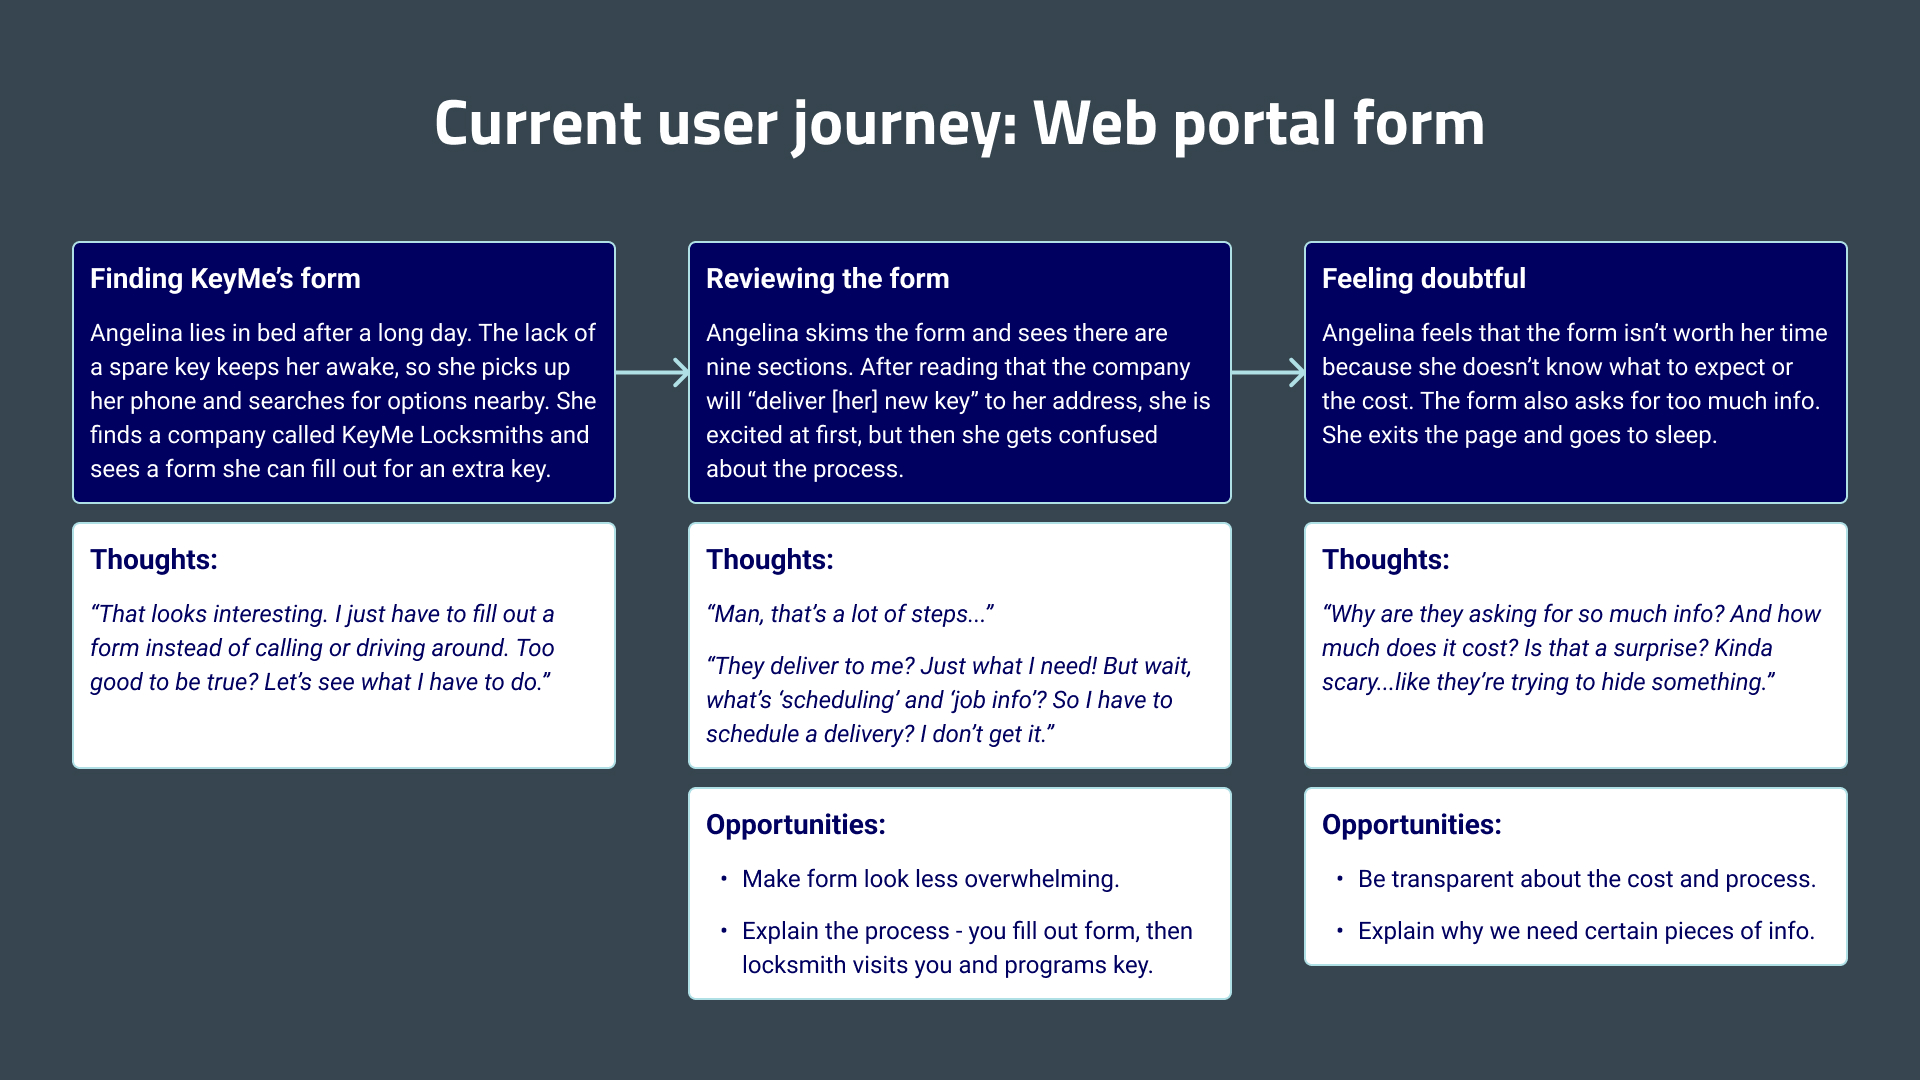 Current user journey: Web portal form
Finding KeyMe’s form
Angelina lies in bed after a long day. The lack of
a spare key keeps her awake, so she picks up
her phone and searches for options nearby. She
finds a company called KeyMe Locksmiths and
sees a form she can fill out for an extra key.
Thoughts:
“That looks interesting. I just have to fill out a
form instead of calling or driving around. Too
good to be true? Let’s see what I have to do.”
Reviewing the form
Angelina skims the form and sees there are
nine sections. After reading that the company
will “deliver [her] new key” to her address, she is
excited at first, but then she gets confused
about the process.
Thoughts:
“Man, that’s a lot of steps...”
“They deliver to me? Just what I need! But wait,
what’s ‘scheduling’ and ‘job info’? So I have to
schedule a delivery? I don’t get it.”
Opportunities:
• Make form look less overwhelming.
• Explain the process - you fill out form, then
locksmith visits you and programs key.
Feeling doubtful
Angelina feels that the form isn’t worth her time
because she doesn’t know what to expect or
the cost. The form also asks for too much info.
She exits the page and goes to sleep.
Thoughts:
“Why are they asking for so much info? And how
much does it cost? Is that a surprise? Kinda
scary...like they’re trying to hide something.”
Opportunities:
• Be transparent about the cost and process.
• Explain why we need certain pieces of info.